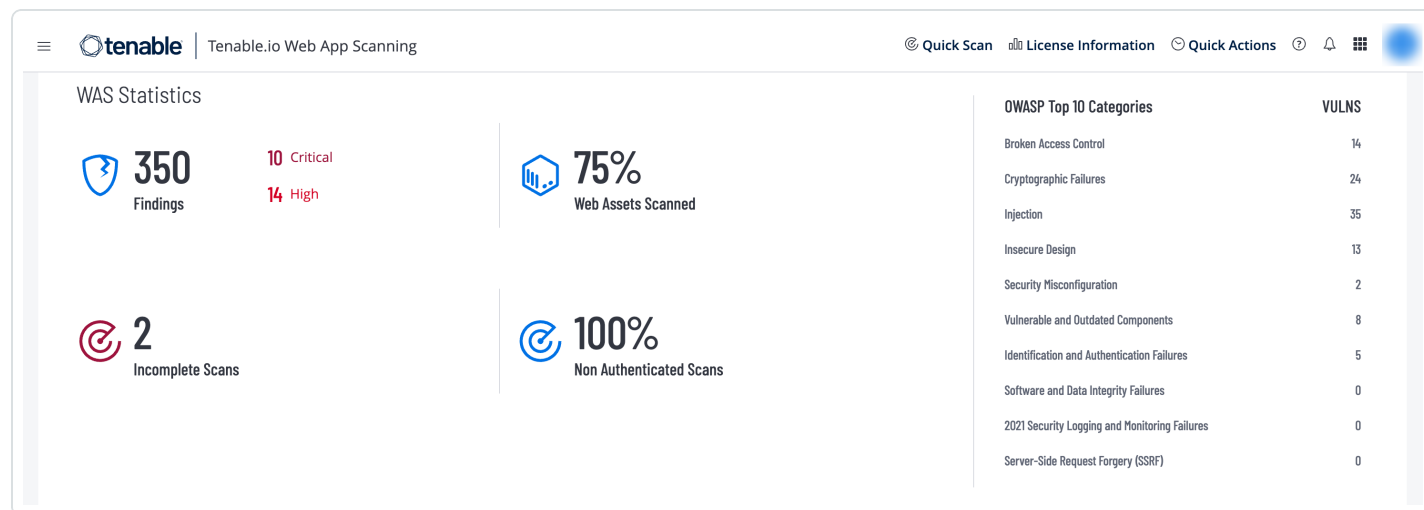 tenable Tenable.io Web App Scanning Quick Scan License Information Quick Actions
WAS Statistics
350
Findings
10 Critical
14 High
75%
Web Assets Scanned
2
Incomplete Scans
100%
Non Authenticated Scans
OWASP Top 10 Categories VULNS
Broken Access Control 14
Cryptographic Failures 24
Injection 35
Insecure Design 13
Security Misconfiguration 2
Vulnerable and Outdated Components 8
Identification and Authentication Failures 5
Software and Data Integrity Failures 0
2021 Security Logging and Monitoring Failures 0
Server-Side Request Forgery (SSRF) 0